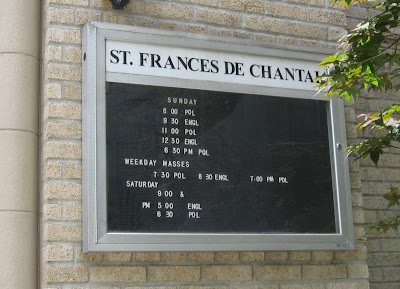 ST. FRANCES DE CHANTAL
SUNDAY
8 00 POL
9 30 ENGL
11 00 POL
12 30 ENGL
6 30 PM POL
WEEKDAY MASSES
7 30 POL 8 30 ENGL 7:00 PM POL
SATURDAY
9 00 &
PM 5 00 ENGL
6 30 POL